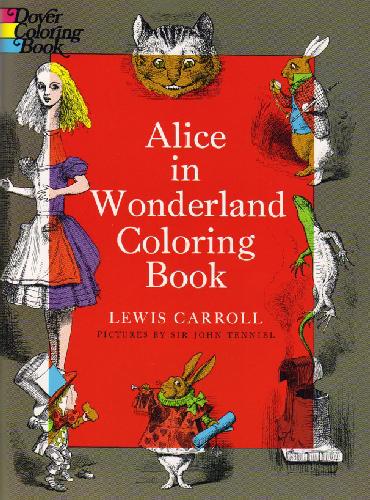 Dover
Coloring
Book
Alice
in
Wonderland
Coloring
Book
LEWIS CARROLL
PICTURES BY SIR JOHN TENNIEL